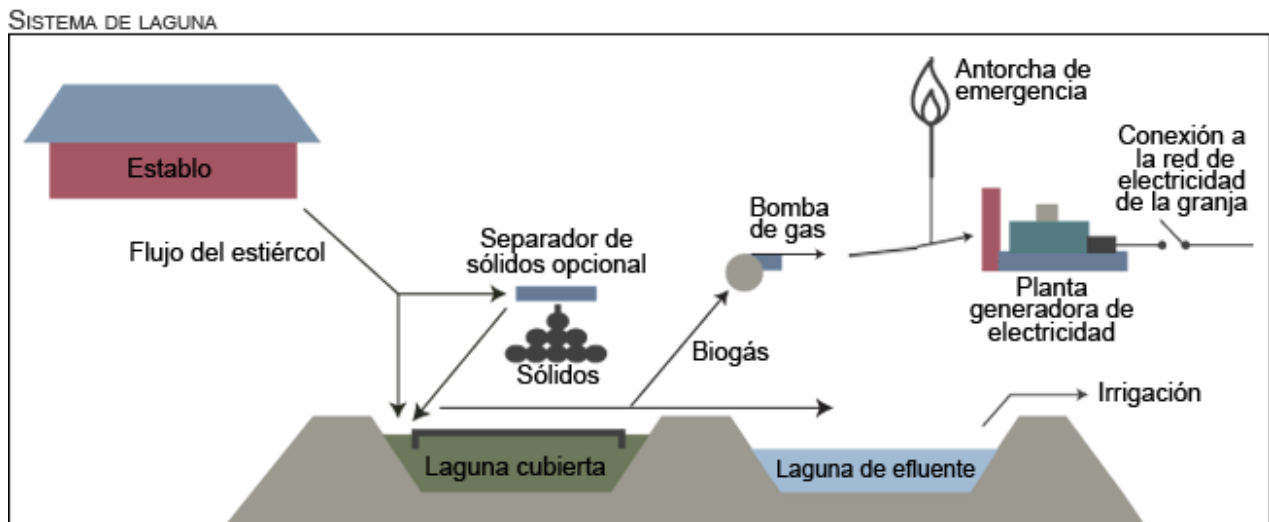 SISTEMA DE LAGUNA
Establo
Flujo del estiércol
Separador de
sólidos opcional
Sólidos
Bomba
de gas
Biogás
Antorcha de
emergencia
Conexión a
la red de
electricidad
de la granja
Planta
generadora de
electricidad
Irrigación
Laguna cubierta
Laguna de efluente